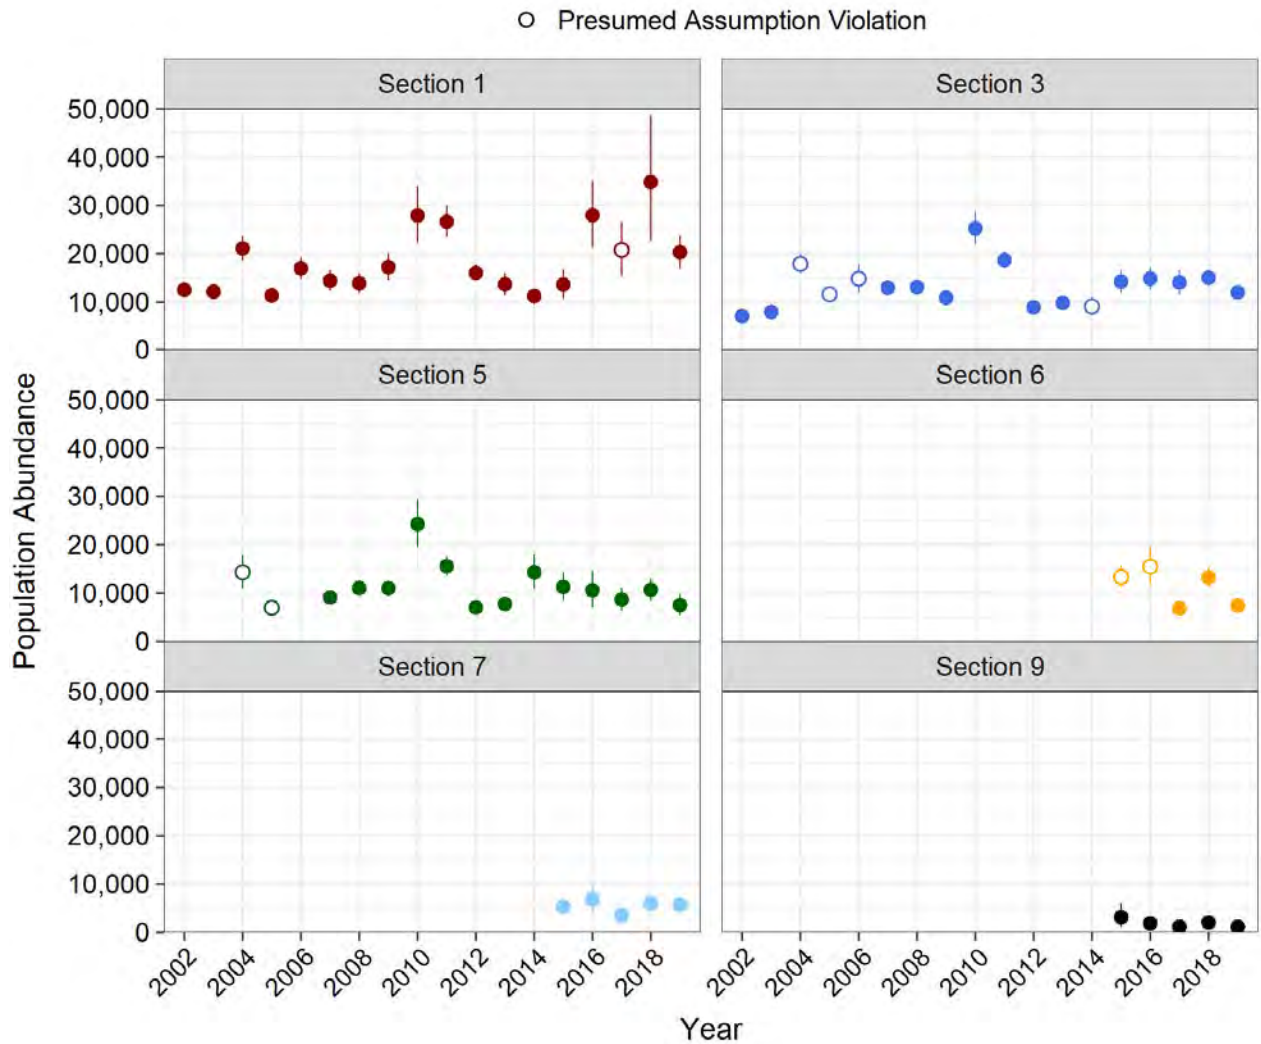 Presumed Assumption Violation
Section 1
Section 3
50,000
40,000
30,000
20,000
10,000
0
Section 5
Section 6
50,000
40,000
30,000
20,000
10,000
0
Section 7
Section 9
50,000
40,000
30,000
20,000
10,000
0
Population Abundance
2002 2004 2006 2008 2010 2012 2014 2016 2018
2002 2004 2006 2008 2010 2012 2014 2016 2018
Year